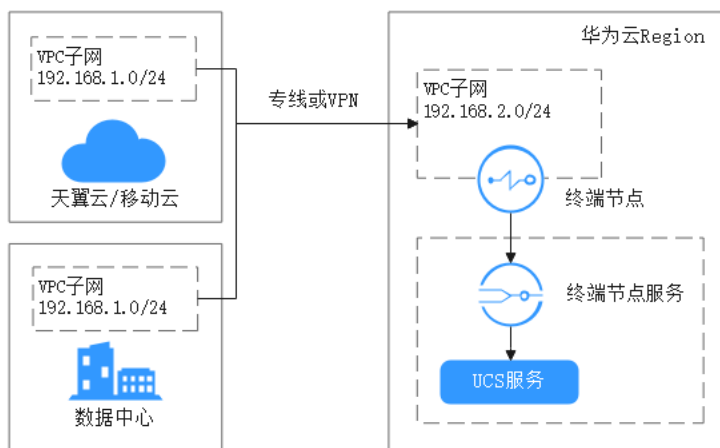 VPC子网
192.168.1.0/24
天翼云/移动云
VPC子网
192.168.1.0/24
数据中心
专线或VPN
华为云Region
VPC子网
192.168.2.0/24
终端节点
终端节点服务
UCS服务